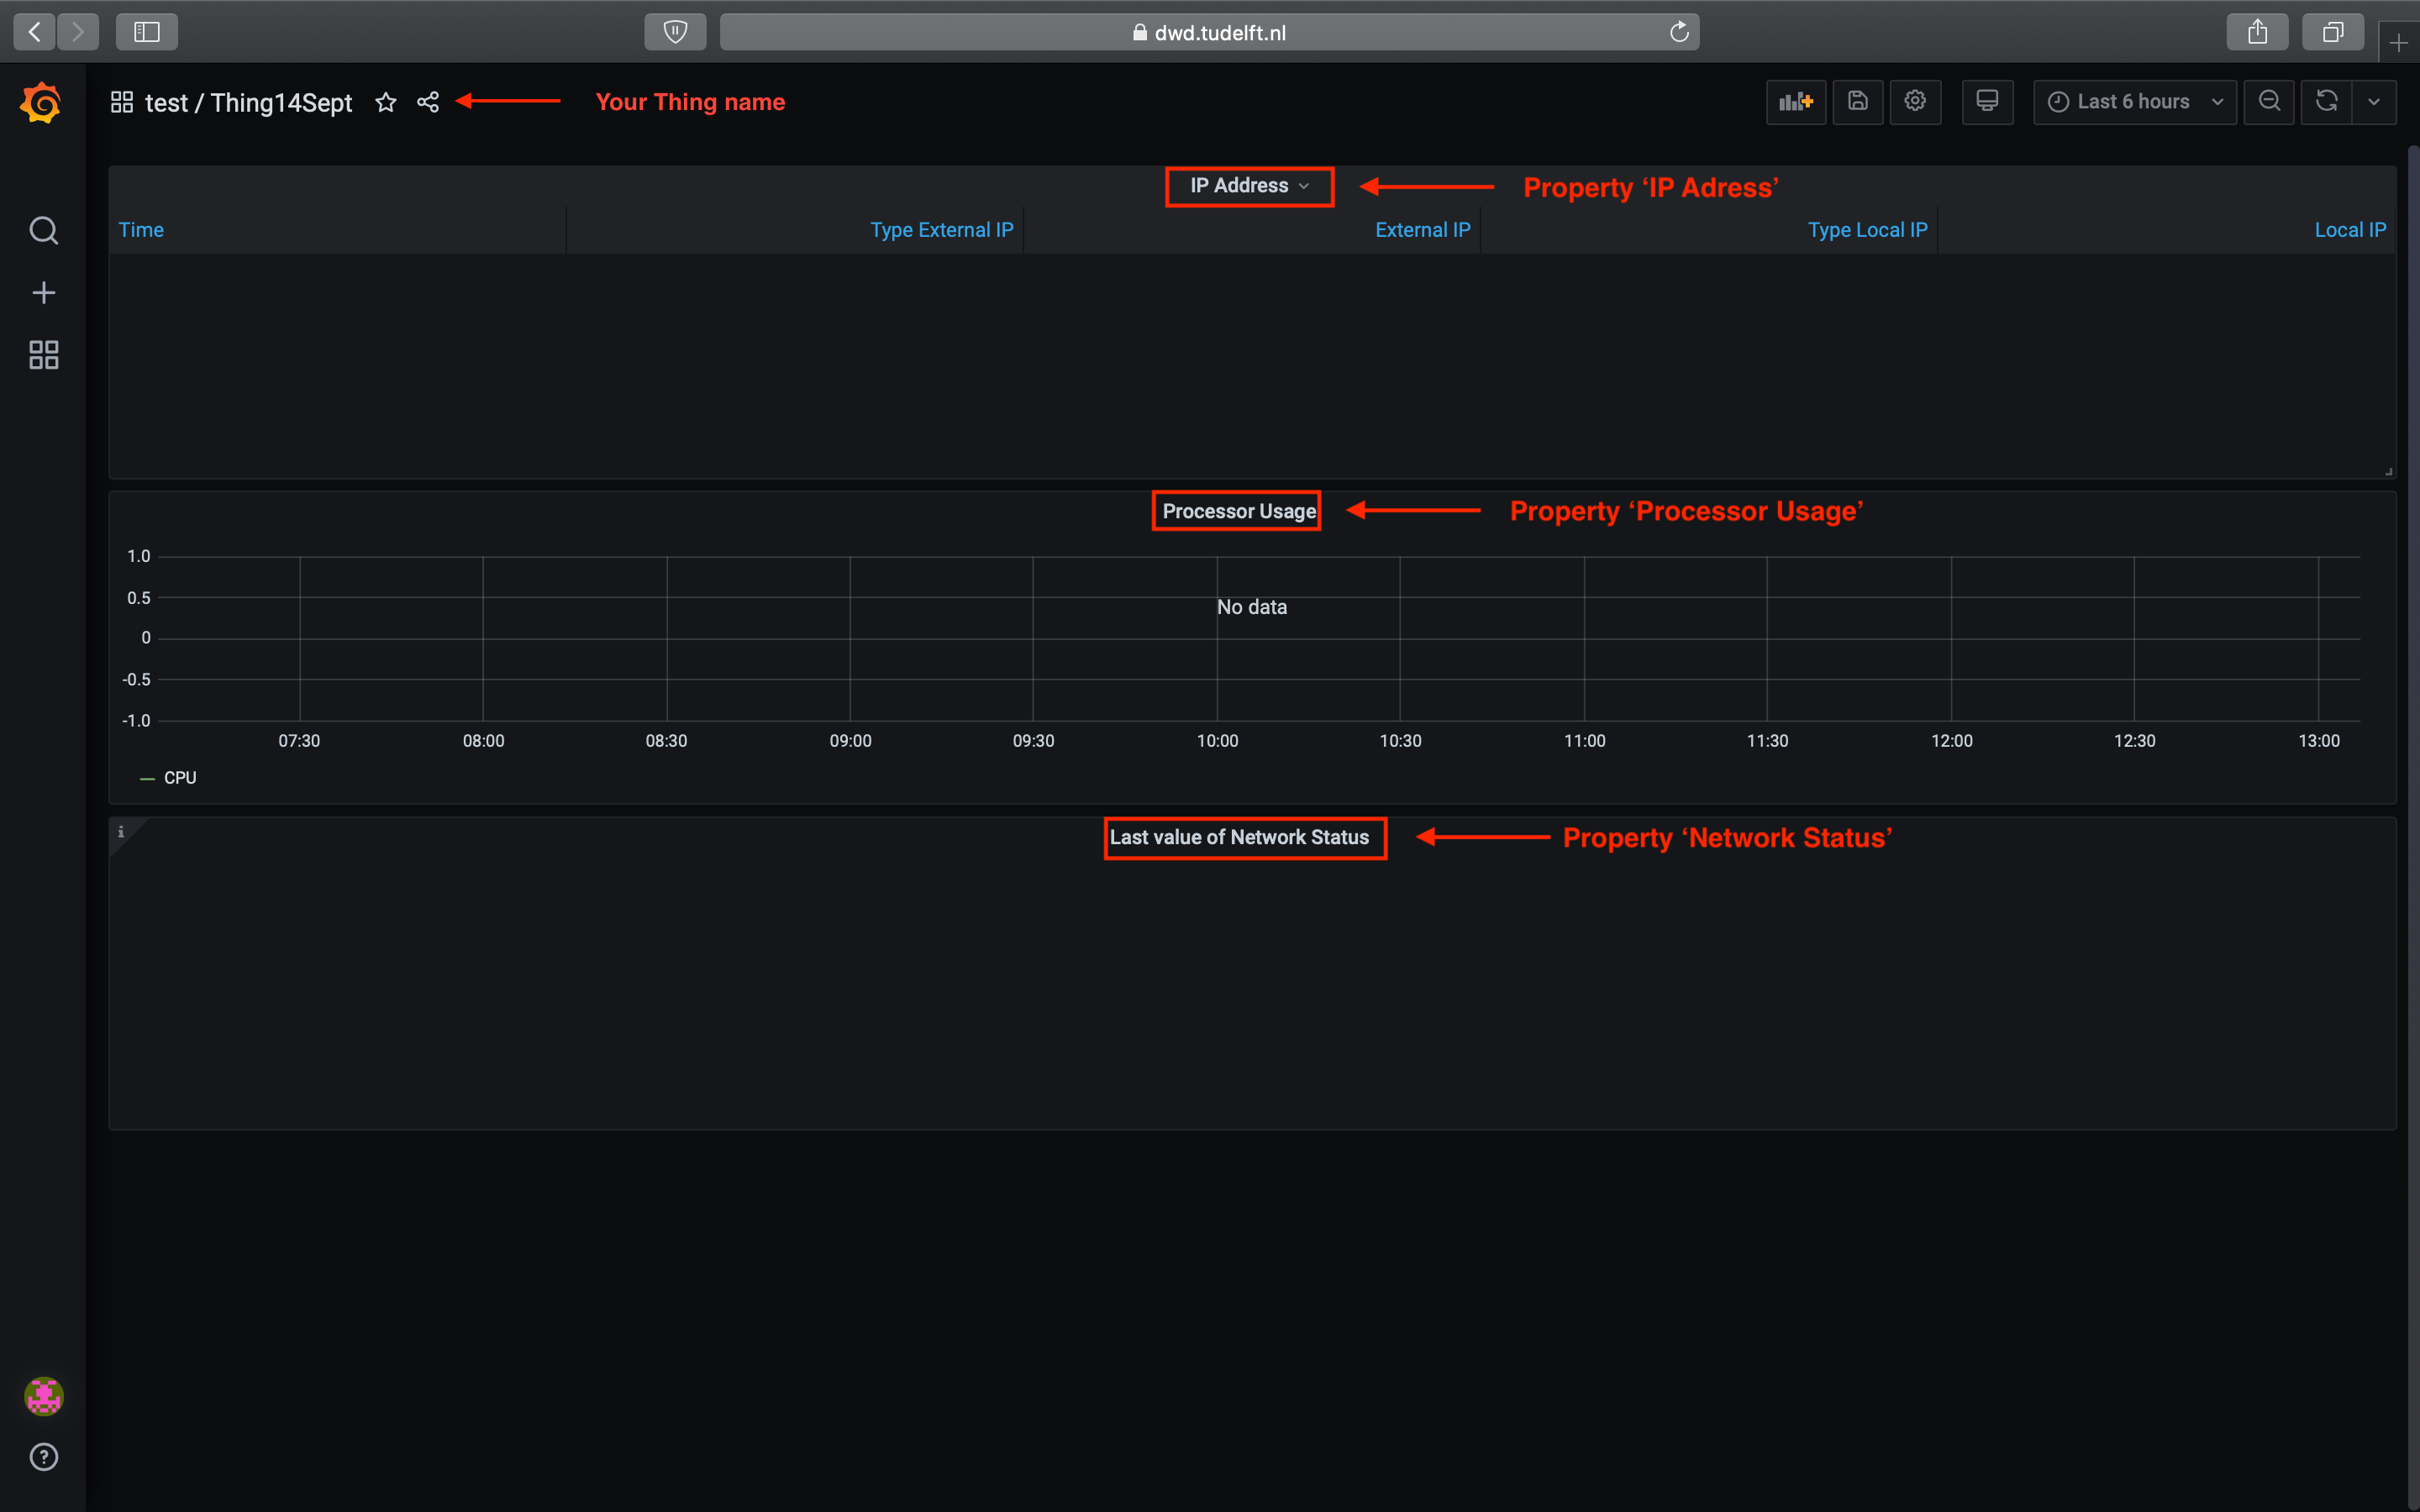 dwd.tudelft.nl
test / Thing14Sept
Your Thing name
Last 6 hours
IP Address
Property ‘IP Adress’
Time
Type External IP
External IP
Type Local IP
Local IP
Processor Usage
Property ‘Processor Usage’
1.0
0.5
No data
0
-0.5
-1.0
07:30 08:00 08:30 09:00 09:30 10:00 10:30 11:00 11:30 12:00 12:30 13:00
CPU
i
Last value of Network Status
Property ‘Network Status’
?